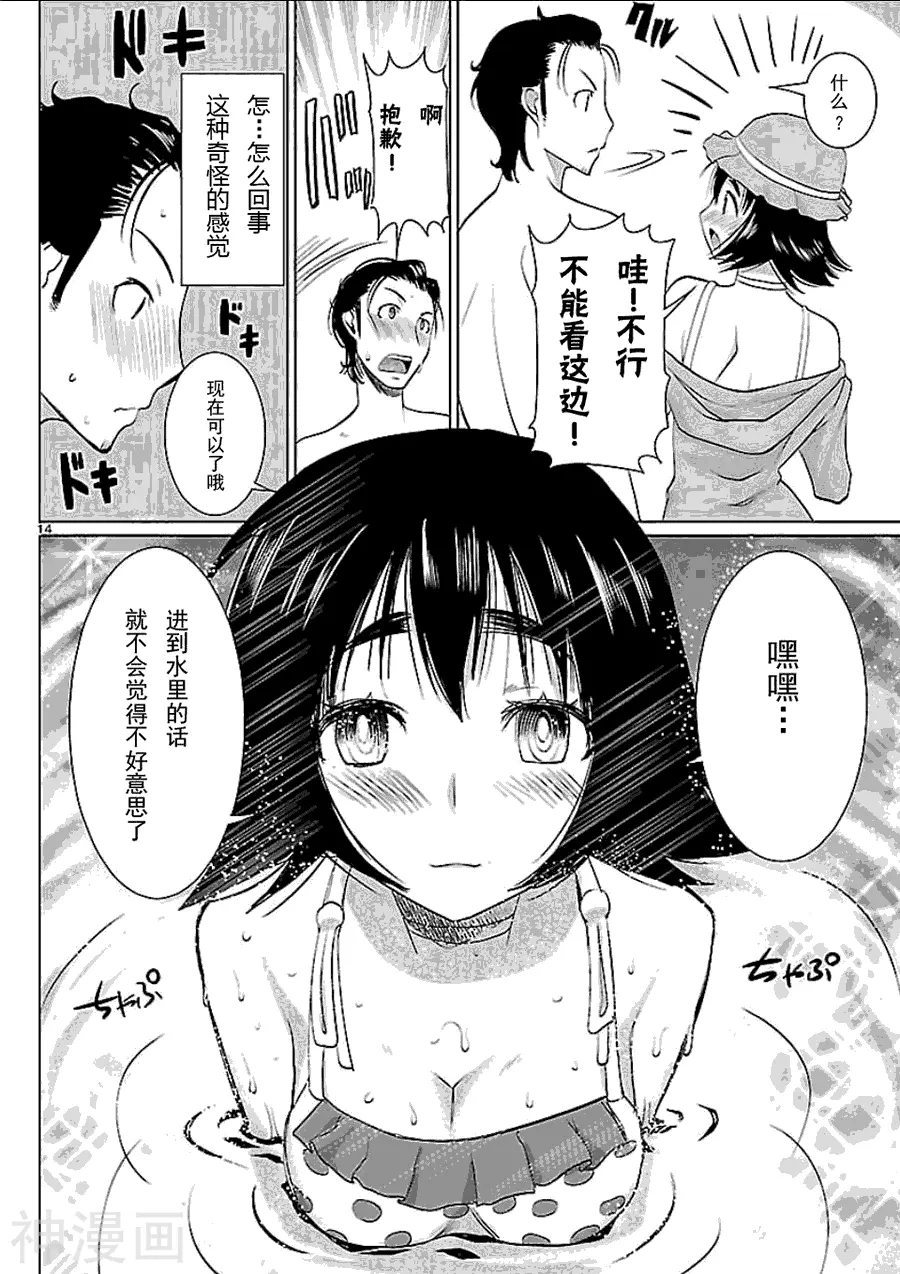 クルッ
什么？
哇！不行
不能看这边！
啊
抱歉！
ドキ
怎…怎么回事
这种奇怪的感觉
ドキ
现在可以了哦
ドキ
14
嘿嘿…
进到水里的话
就不会觉得不好意思了
ちゃぷ
ちゃぷ
神漫画